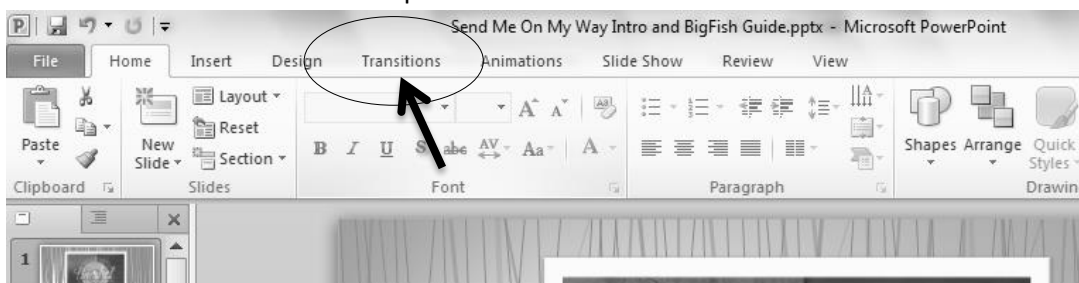 P Send Me On My Way Intro and BigFish Guide.pptx - Microsoft PowerPoint
File Home Insert Design Transitions Animations Slide Show Review View
Layout
Reset
Section
Paste
New
Slide
B I U S abc AV Aa A
Shapes Arrange Quick
Styles
Clipboard Slides Font Paragraph Drawin
1